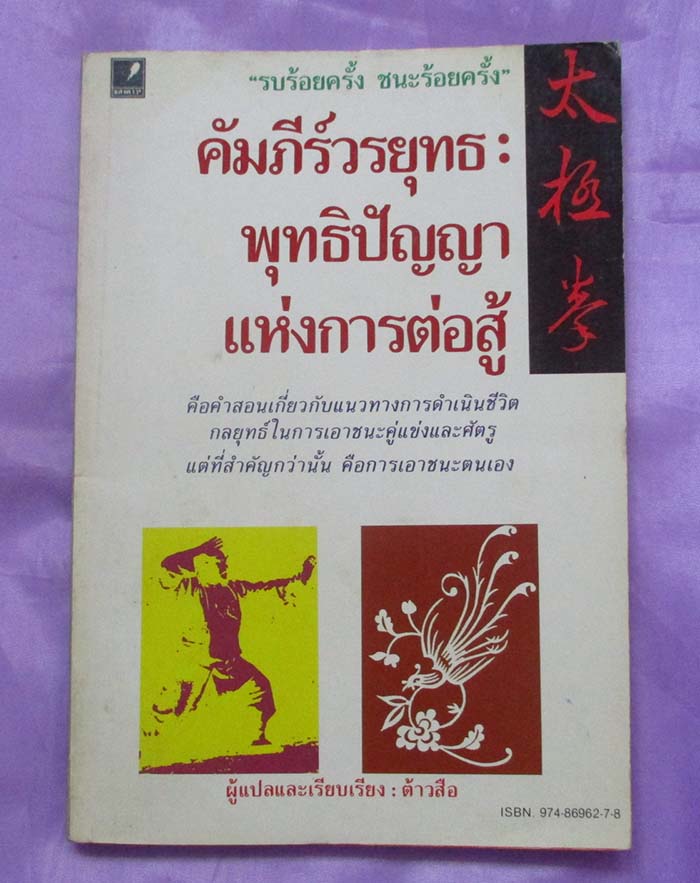 “รบร้อยครั้ง ชนะร้อยครั้ง”
คัมภีร์วรยุทธ :
พุทธิปัญญา
แห่งการต่อสู้
太
極
拳
คือคำสอนเกี่ยวกับแนวทางการดำเนินชีวิต
กลยุทธ์ในการเอาชนะคู่แข่งและศัตรู
แต่ที่สำคัญกว่านั้น คือการเอาชนะตนเอง
ผู้แปลและเรียบเรียง : ต้าวสือ
ISBN. 974-86962-7-8